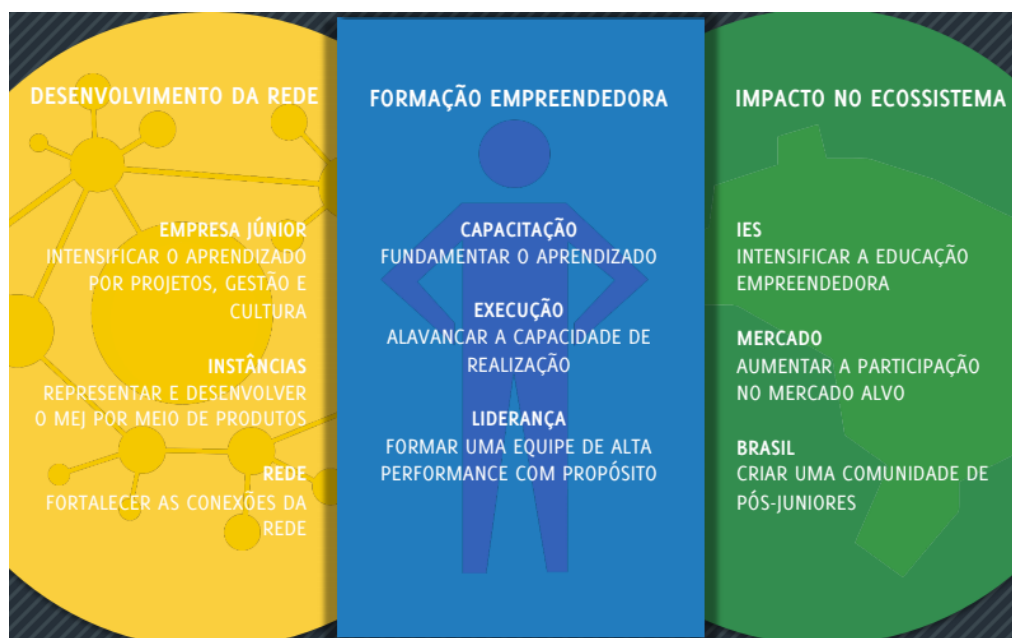 DESENVOLVIMENTO DA REDE
EMPRESA JÚNIOR
INTENSIFICAR O APRENDIZADO
POR PROJETOS, GESTÃO E
CULTURA
INSTÂNCIAS
REPRESENTAR E DESENVOLVER
O MEJ POR MEIO DE PRODUTOS
REDE
FORTALECER AS CONEXÕES DA
REDE
FORMAÇÃO EMPREENDEDORA
CAPACITAÇÃO
FUNDAMENTAR O APRENDIZADO
EXECUÇÃO
ALAVANCAR A CAPACIDADE DE
REALIZAÇÃO
LIDERANÇA
FORMAR UMA EQUIPE DE ALTA
PERFORMANCE COM PROPÓSITO
IMPACTO NO ECOSSISTEMA
IES
INTENSIFICAR A EDUCAÇÃO
EMPREENDEDORA
MERCADO
AUMENTAR A PARTICIPAÇÃO
NO MERCADO ALVO
BRASIL
CRIAR UMA COMUNIDADE DE
PÓS-JUNIORES